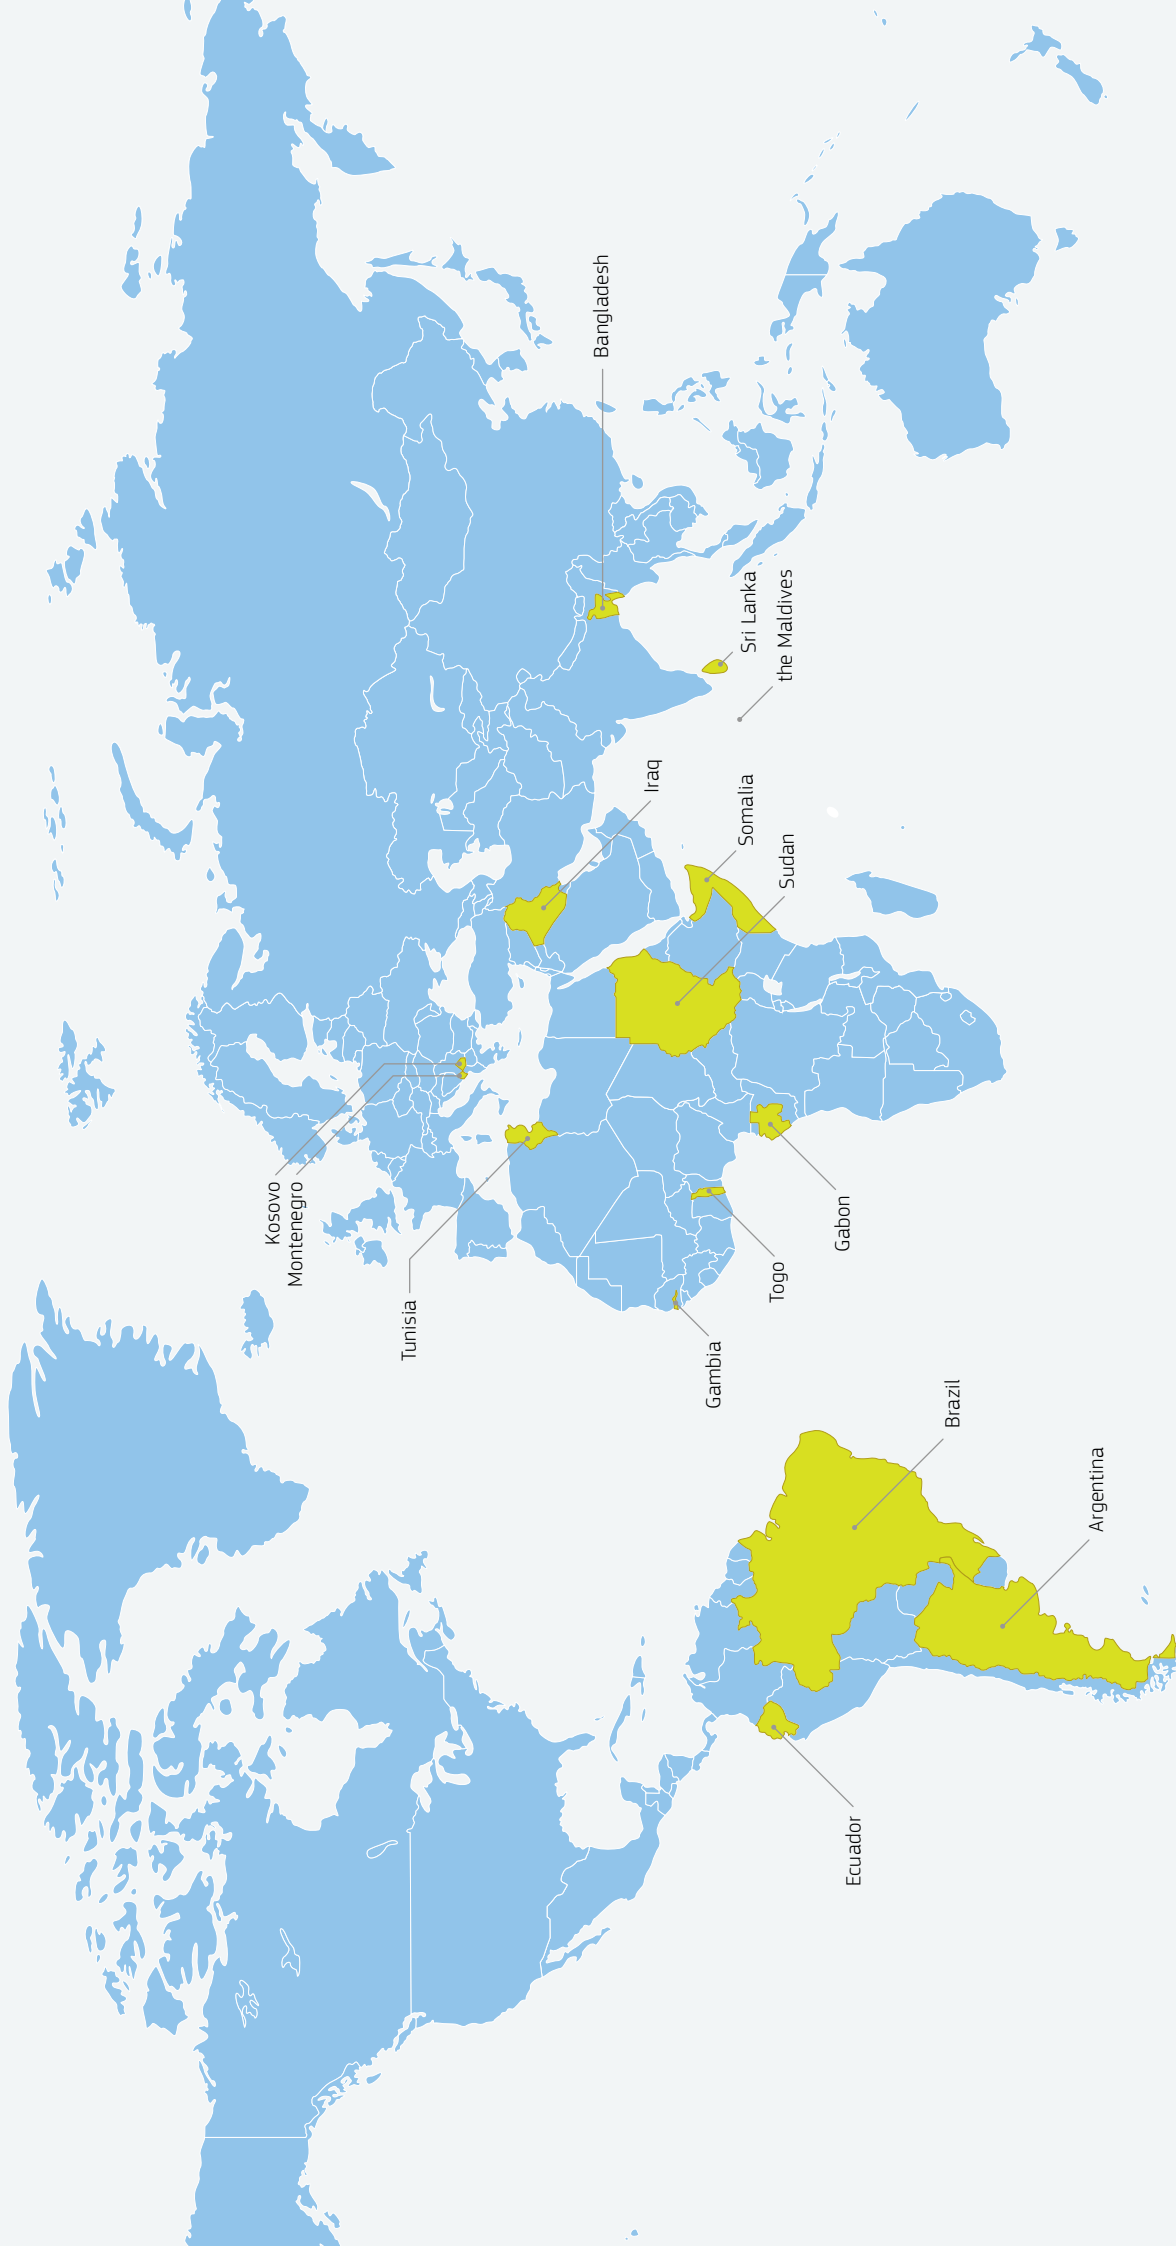 Kosovo
Montenegro
Tunisia
Iraq
Bangladesh
Sri Lanka
the Maldives
Somalia
Sudan
Gabon
Togo
Gambia
Brazil
Argentina
Ecuador